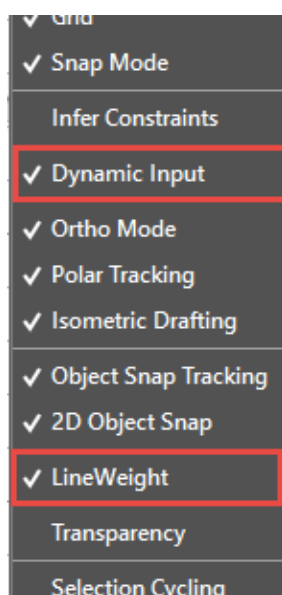 Grid
Snap Mode
Infer Constraints
Dynamic Input
Ortho Mode
Polar Tracking
Isometric Drafting
Object Snap Tracking
2D Object Snap
LineWeight
Transparency
Selection Cycling